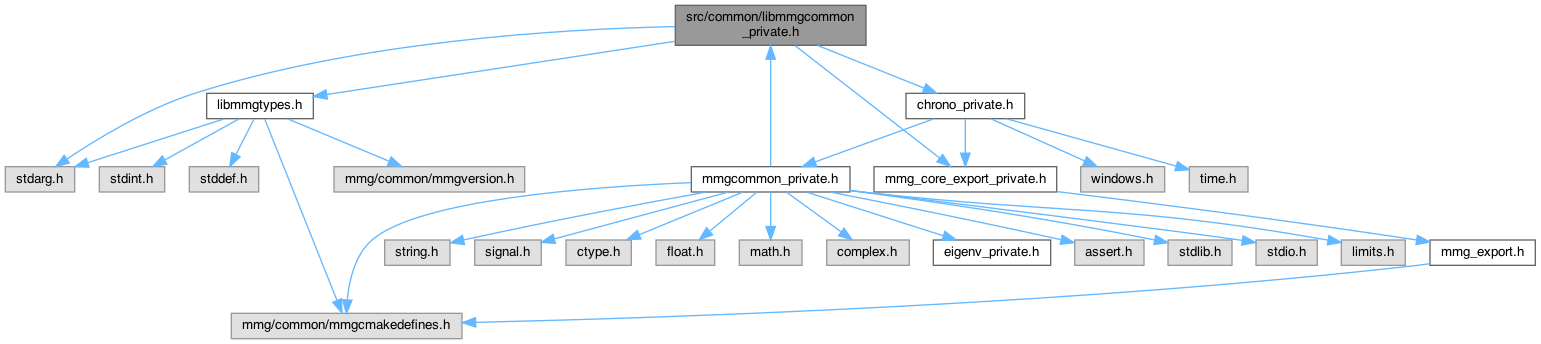 src/common/libmmgcommon
_private.h
libmmgtypes.h
chrono_private.h
stdarg.h
stdint.h
stddef.h
mmg/common/mmgversion.h
mmgcommon_private.h
mmg_core_export_private.h
windows.h
time.h
string.h
signal.h
ctype.h
float.h
math.h
complex.h
eigenv_private.h
assert.h
stdlib.h
stdio.h
limits.h
mmg_export.h
mmg/common/mmgcmakedefines.h